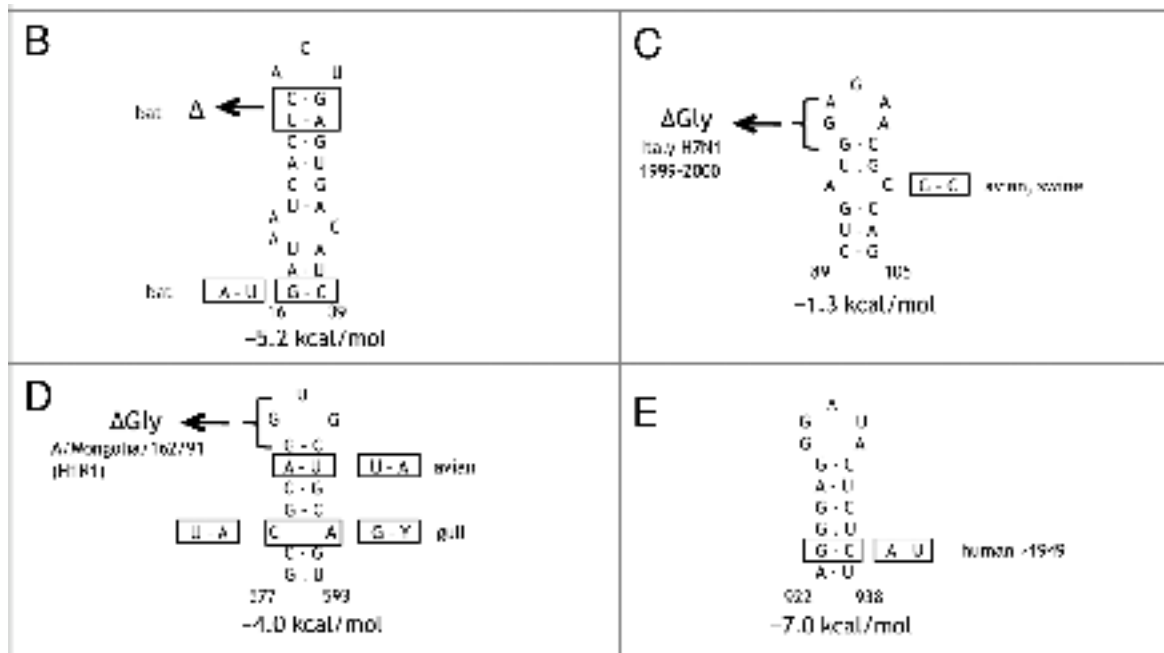 B
C
A U
bat Δ C - G
U - A
C - G
A - U
C - G
U - A
A C
A
U A
A - U
bat A - U G - C
16 39
−5.2 kcal/mol
C
G
A A
ΔGly G A
Italy H7N1 G - C
1999-2000 U . G
A C G - C avian, swine
G - C
U - A
C - G
89 105
−1.3 kcal/mol
D
U
ΔGly G G
A/Mongolia/162/91 G - C
(H1N1) A - U U - A avian
C - G
G - C
U - A C A G - Y gull
C - G
G . U
577 593
−4.0 kcal/mol
E
A
G U
G A
G - C
A - U
G - C
G . U
G - C A U human
A - U
922 938
−7.0 kcal/mol